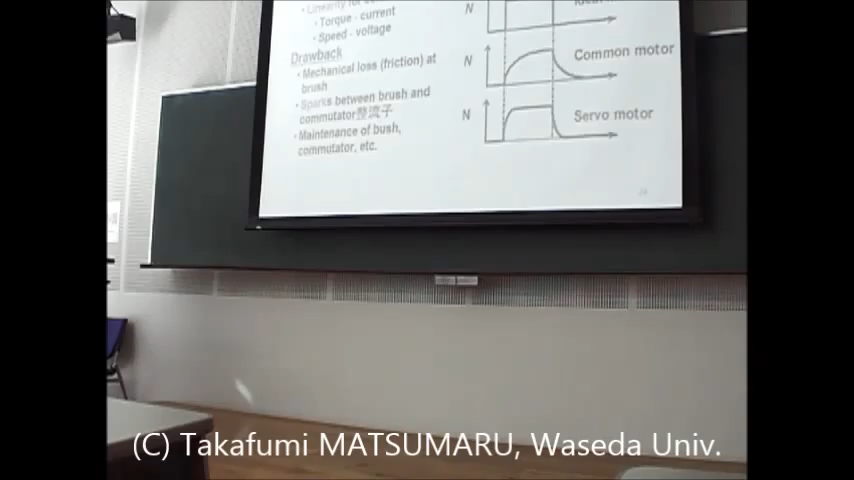 Linearity for
• Torque - current
• Speed - voltage
Drawback
• Mechanical loss (friction) at
brush
• Sparks between brush and
commutator整流子
• Maintenance of bush,
commutator, etc.
N
N Common motor
N Servo motor
(C) Takafumi MATSUMARU, Waseda Univ.